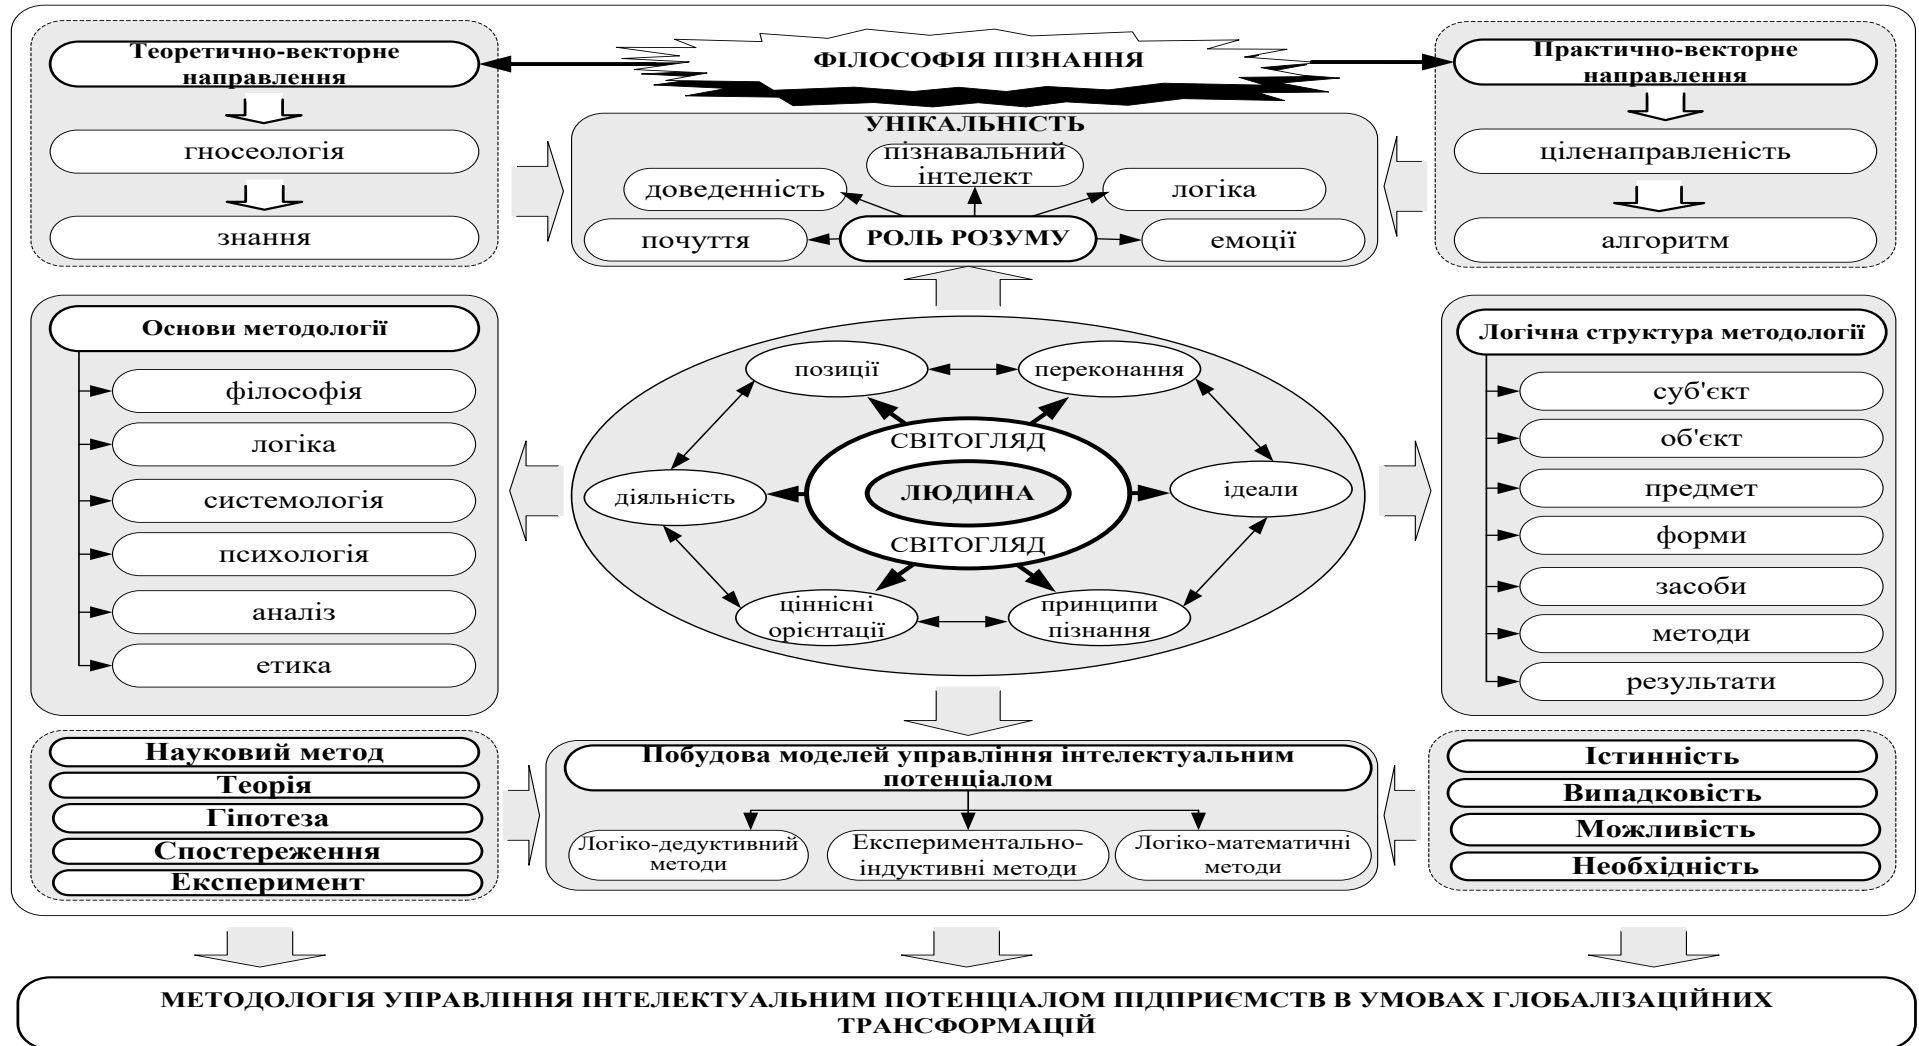 ФІЛОСОФІЯ ПІЗНАННЯ
Теоретично-векторне
направлення
гносеологія
знання
УНІКАЛЬНІСТЬ
пізнавальний
інтелект
доведенність
логіка
почуття
РОЛЬ РОЗУМУ
емоції
Практично-векторне
направлення
ціленаправленість
алгоритм
Основи методології
філософія
логіка
системологія
психологія
аналіз
етика
позиції
переконання
СВІТОГЛЯД
діяльність
ЛЮДИНА
ідеали
СВІТОГЛЯД
ціннісні
орієнтації
принципи
пізнання
Логічна структура методології
суб'єкт
об'єкт
предмет
форми
засоби
методи
результати
Науковий метод
Теорія
Гіпотеза
Спостереження
Експеримент
Побудова моделей управління інтелектуальним
потенціалом
Логіко-дедуктивний
методи
Експериментально-
індуктивні методи
Логіко-математичні
методи
Істинність
Випадковість
Можливість
Необхідність
МЕТОДОЛОГІЯ УПРАВЛІННЯ ІНТЕЛЕКТУАЛЬНИМ ПОТЕНЦІАЛОМ ПІДПРИЄМСТВ В УМОВАХ ГЛОБАЛІЗАЦІЙНИХ
ТРАНСФОРМАЦІЙ